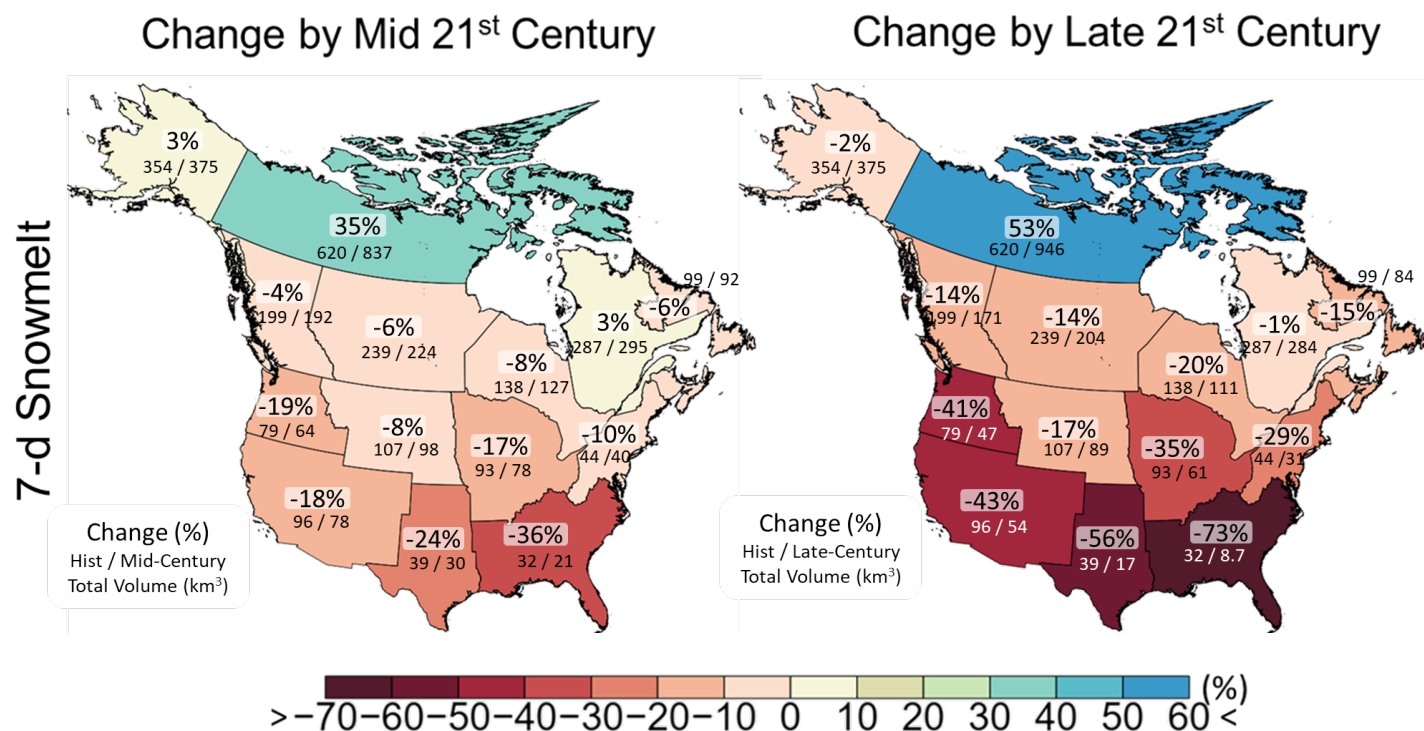 Change by Mid 21st Century
Change by Late 21st Century
7-d Snowmelt
3%
354 / 375
35%
620 / 837
-4%
199 / 192
-6%
239 / 224
99 / 92
-6%
3%
287 / 295
-8%
138 / 127
-19%
79 / 64
-8%
107 / 98
-17%
93 / 78
-10%
44 /40
-18%
96 / 78
-24%
39 / 30
-36%
32 / 21
Change (%)
Hist / Mid-Century
Total Volume (km3)
-2%
354 / 375
53%
620 / 946
-14%
199 / 171
-14%
239 / 204
99 / 84
-15%
-1%
287 / 284
-20%
138 / 111
-41%
79 / 47
-17%
107 / 89
-35%
93 / 61
-29%
44 /31
-43%
96 / 54
-56%
39 / 17
-73%
32 / 8.7
Change (%)
Hist / Late-Century
Total Volume (km3)
(%)
> −70 −60 −50 −40 −30 −20 −10 0 10 20 30 40 50 60 <